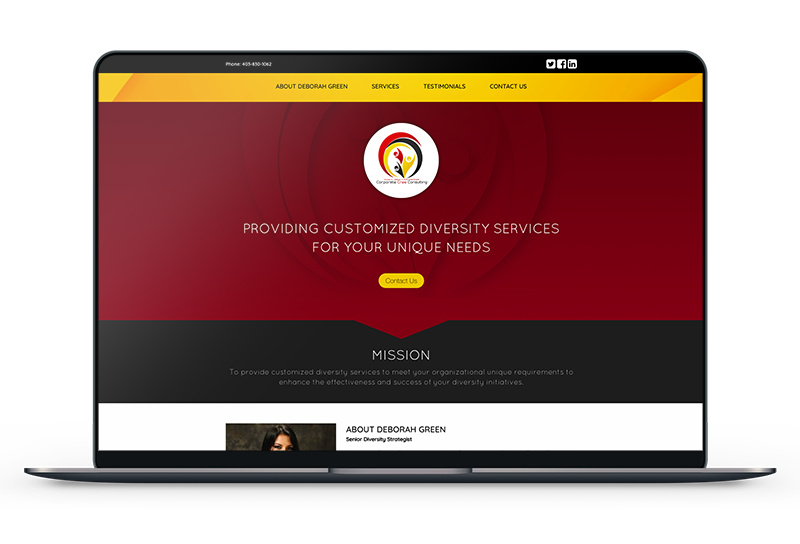 Phone: 403-850-1062
ABOUT DEBORAH GREEN SERVICES TESTIMONIALS CONTACT US
Corporate Cree Consulting
PROVIDING CUSTOMIZED DIVERSITY SERVICES
FOR YOUR UNIQUE NEEDS
Contact Us
MISSION
To provide customized diversity services to meet your organizational unique requirements to
enhance the effectiveness and success of your diversity initiatives.
ABOUT DEBORAH GREEN
Senior Diversity Strategist